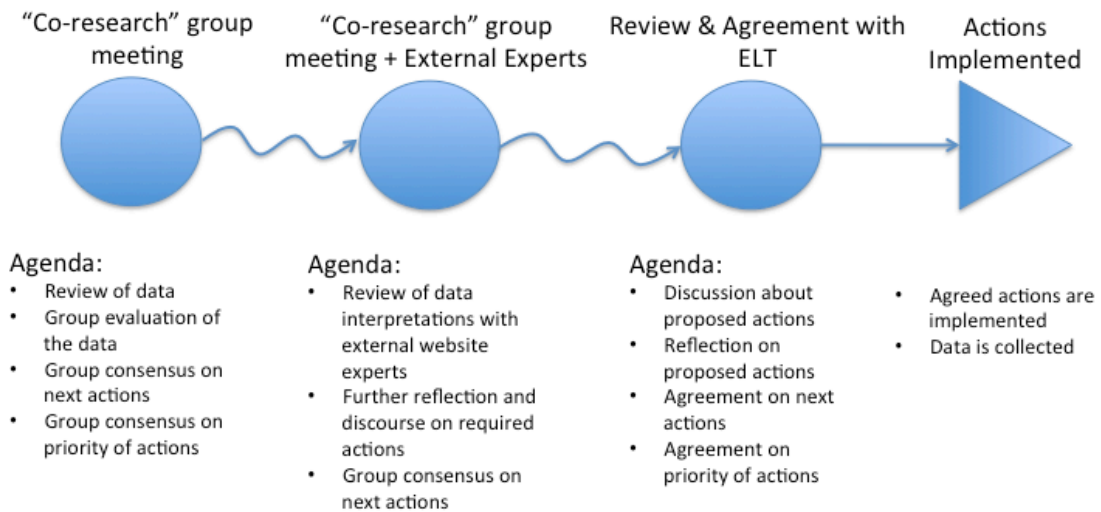 “Co-research” group
meeting
“Co-research” group
meeting + External Experts
Review & Agreement with
ELT
Actions
Implemented
Agenda:
• Review of data
• Group evaluation of
the data
• Group consensus on
next actions
• Group consensus on
priority of actions
Agenda:
• Review of data
interpretations with
external website
experts
• Further reflection and
discourse on required
actions
• Group consensus on
next actions
Agenda:
• Discussion about
proposed actions
• Reflection on
proposed actions
• Agreement on next
actions
• Agreement on
priority of actions
• Agreed actions are
implemented
• Data is collected